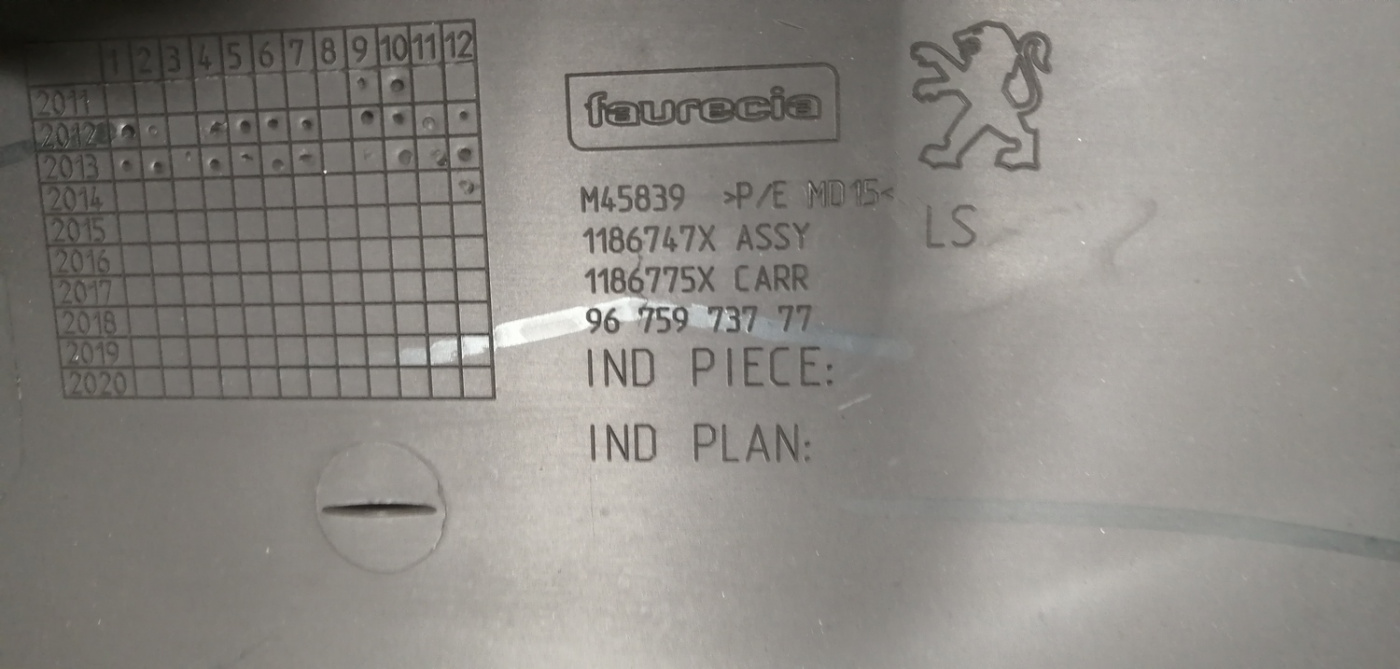 1 2 3 4 5 6 7 8 9 10 11 12
2011
2012
2013
2014
2015
2016
2017
2018
2019
2020
faurecia
M45839 >P/E MD15<
1186747X ASSY
1186775X CARR
96 759 737 77
IND PIECE:
IND PLAN:
LS